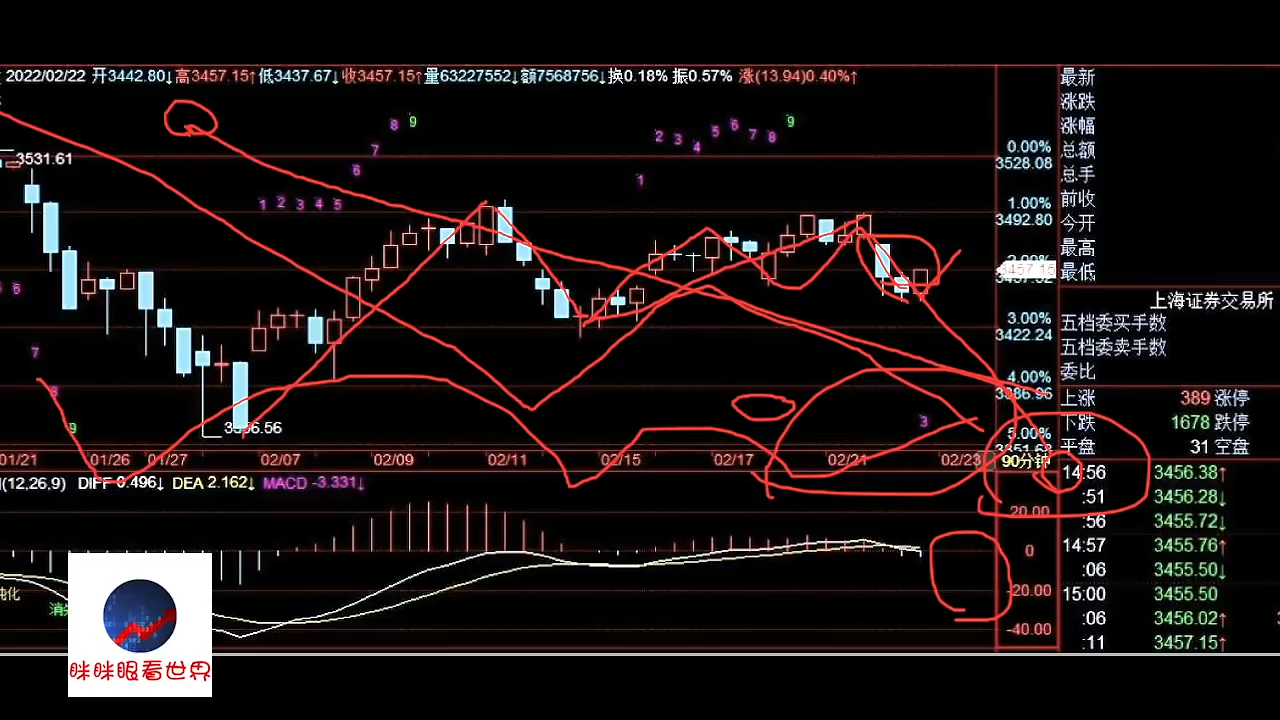 2022/02/22 开3442.80↓高3457.15↑低3437.67↓收3457.15↑量63227552↓额7568756↓换0.18% 振0.57% 涨(13.94)0.40%↑
3531.61
8 9
7
6
1 2 3 4 5
2 3 4 5 6 7 8 9
1
6
7
8
9
3
0.00%
3528.08
1.00%
3492.80
3457.15
3.00%
3422.24
4.00%
3386.96
5.00%
01/21 01/26 01/27 02/07 02/09 02/11 02/15 02/17 02/21 02/23 90分钟
(12,26,9) DIFF 0.496↓ DEA 2.162↓ MACD -3.331↓
20.00
0
-20.00
-40.00
钝化
最新
涨跌
涨幅
总额
总手
前收
今开
最高
最低
上海证券交易所
五档委买手数
五档委卖手数
委比
上涨 389 涨停
下跌 1678 跌停
平盘 31 空盘
14:56 3456.38↑
:51 3456.28↓
:56 3455.72↓
14:57 3455.76↑
:06 3455.50↓
15:00 3455.50
:06 3456.02↑
:11 3457.15↑
眯眯眼看世界